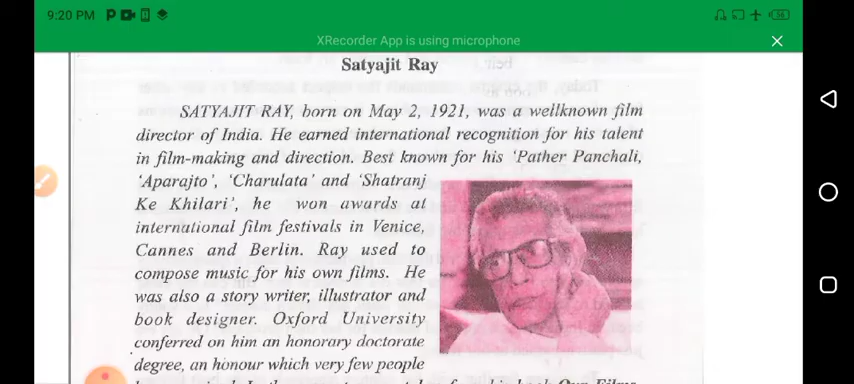 9:20 PM
56
XRecorder App is using microphone
Satyajit Ray
SATYAJIT RAY, born on May 2, 1921, was a wellknown film
director of India. He earned international recognition for his talent
in film-making and direction. Best known for his ‘Pather Panchali,
‘Aparajto’, ‘Charulata’ and ‘Shatranj
Ke Khilari’, he won awards at
international film festivals in Venice,
Cannes and Berlin. Ray used to
compose music for his own films. He
was also a story writer, illustrator and
book designer. Oxford University
conferred on him an honorary doctorate
degree, an honour which very few people
Own Films,